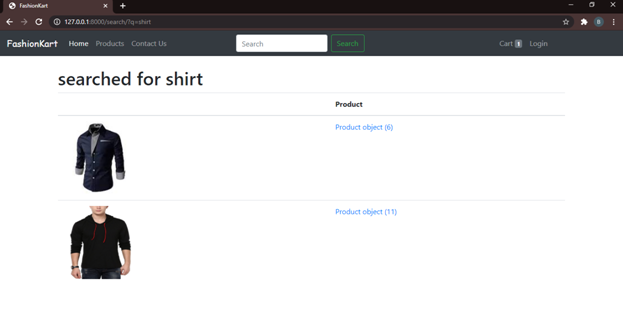 FashionKart
127.0.0.1:8000/search/?q=shirt
B
FashionKart Home Products Contact Us Search Search Cart 1 Login
searched for shirt
Product
Product object (6)
Product object (11)